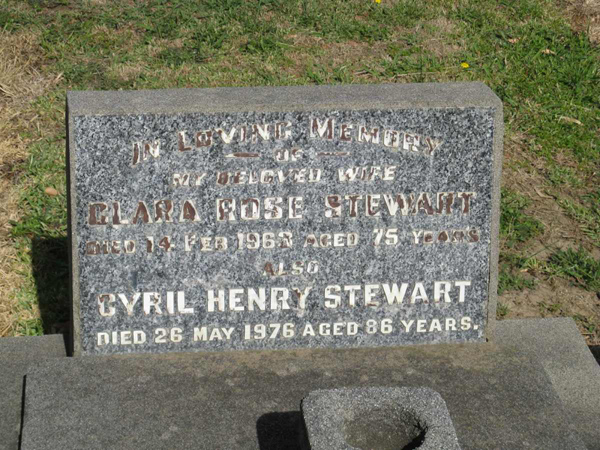 IN LOVING MEMORY
OF
MY BELOVED WIFE
CLARA ROSE STEWART
DIED 14 FEB 1963 AGED 75 YEARS
ALSO
CYRIL HENRY STEWART
DIED 26 MAY 1976 AGED 86 YEARS.